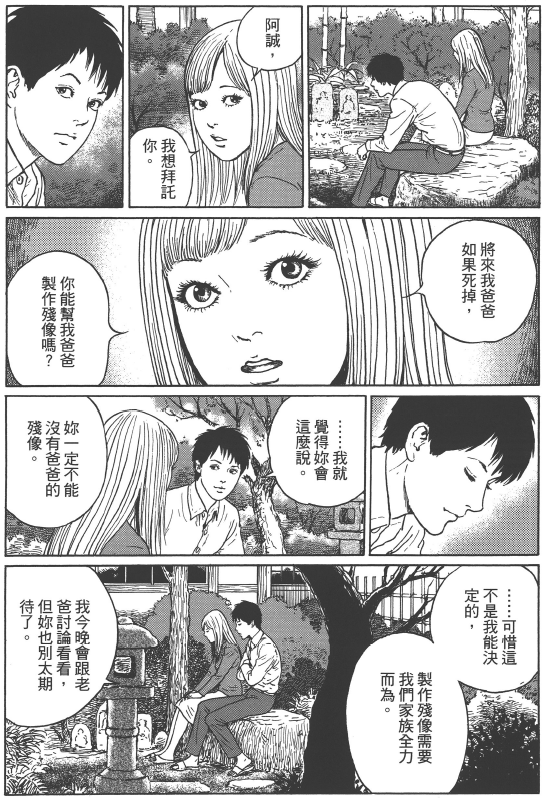 阿誠，
我想拜託
你。
將來我爸爸
如果死掉，
你能幫我爸爸
製作殘像嗎？
……我就
覺得妳會
這麼說。
妳一定不能
沒有爸爸的
殘像。
……可惜這
不是我能決
定的，
製作殘像需要
我們家族全力
而為。
我今晚會跟老
爸討論看看，
但妳也別太期
待了。